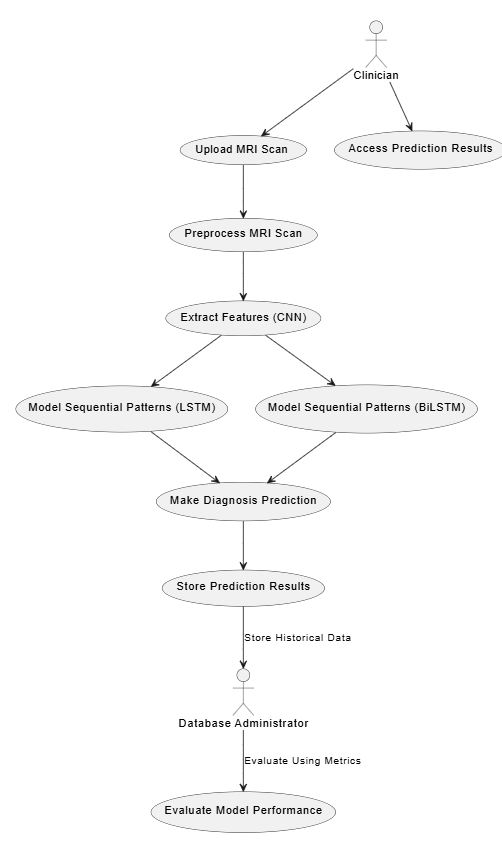 Clinician
Upload MRI Scan
Access Prediction Results
Preprocess MRI Scan
Extract Features (CNN)
Model Sequential Patterns (LSTM)
Model Sequential Patterns (BiLSTM)
Make Diagnosis Prediction
Store Prediction Results
Store Historical Data
Database Administrator
Evaluate Using Metrics
Evaluate Model Performance